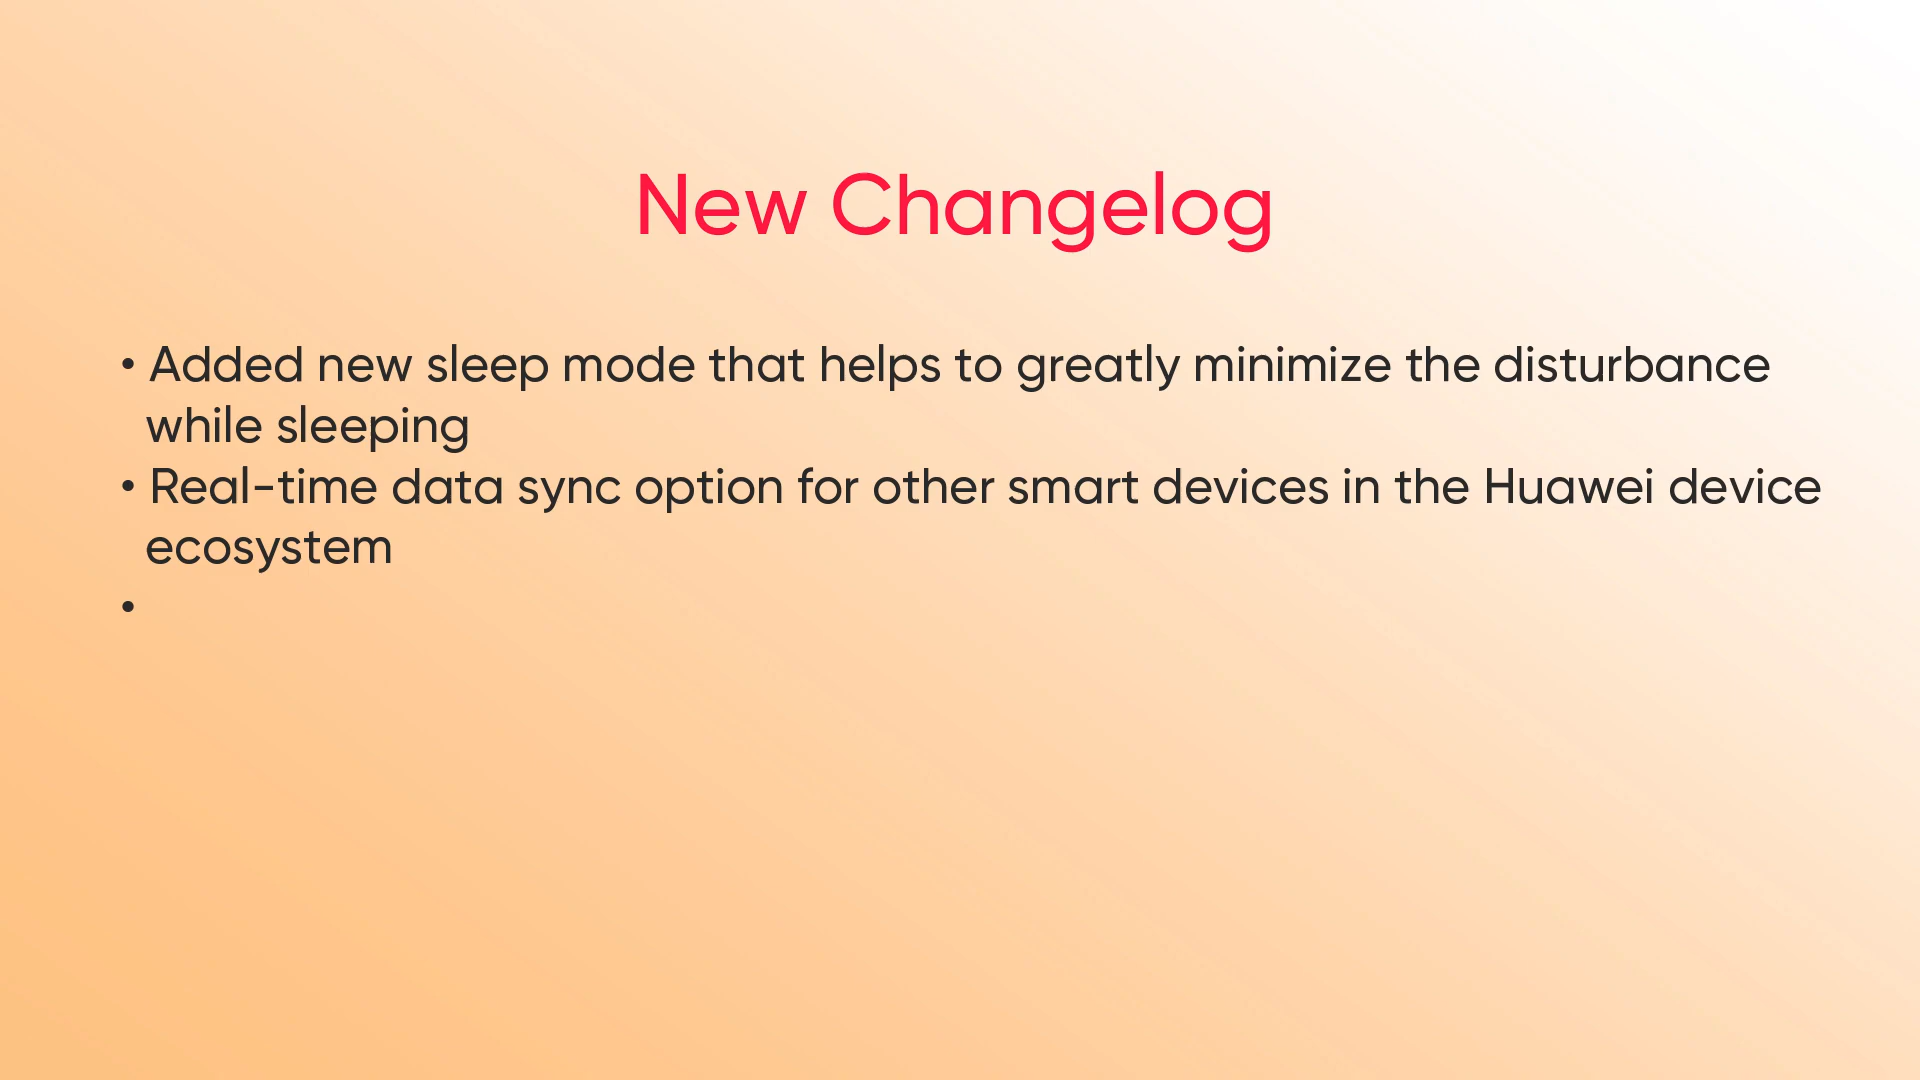 New Changelog
• Added new sleep mode that helps to greatly minimize the disturbance
while sleeping
• Real-time data sync option for other smart devices in the Huawei device
ecosystem
•